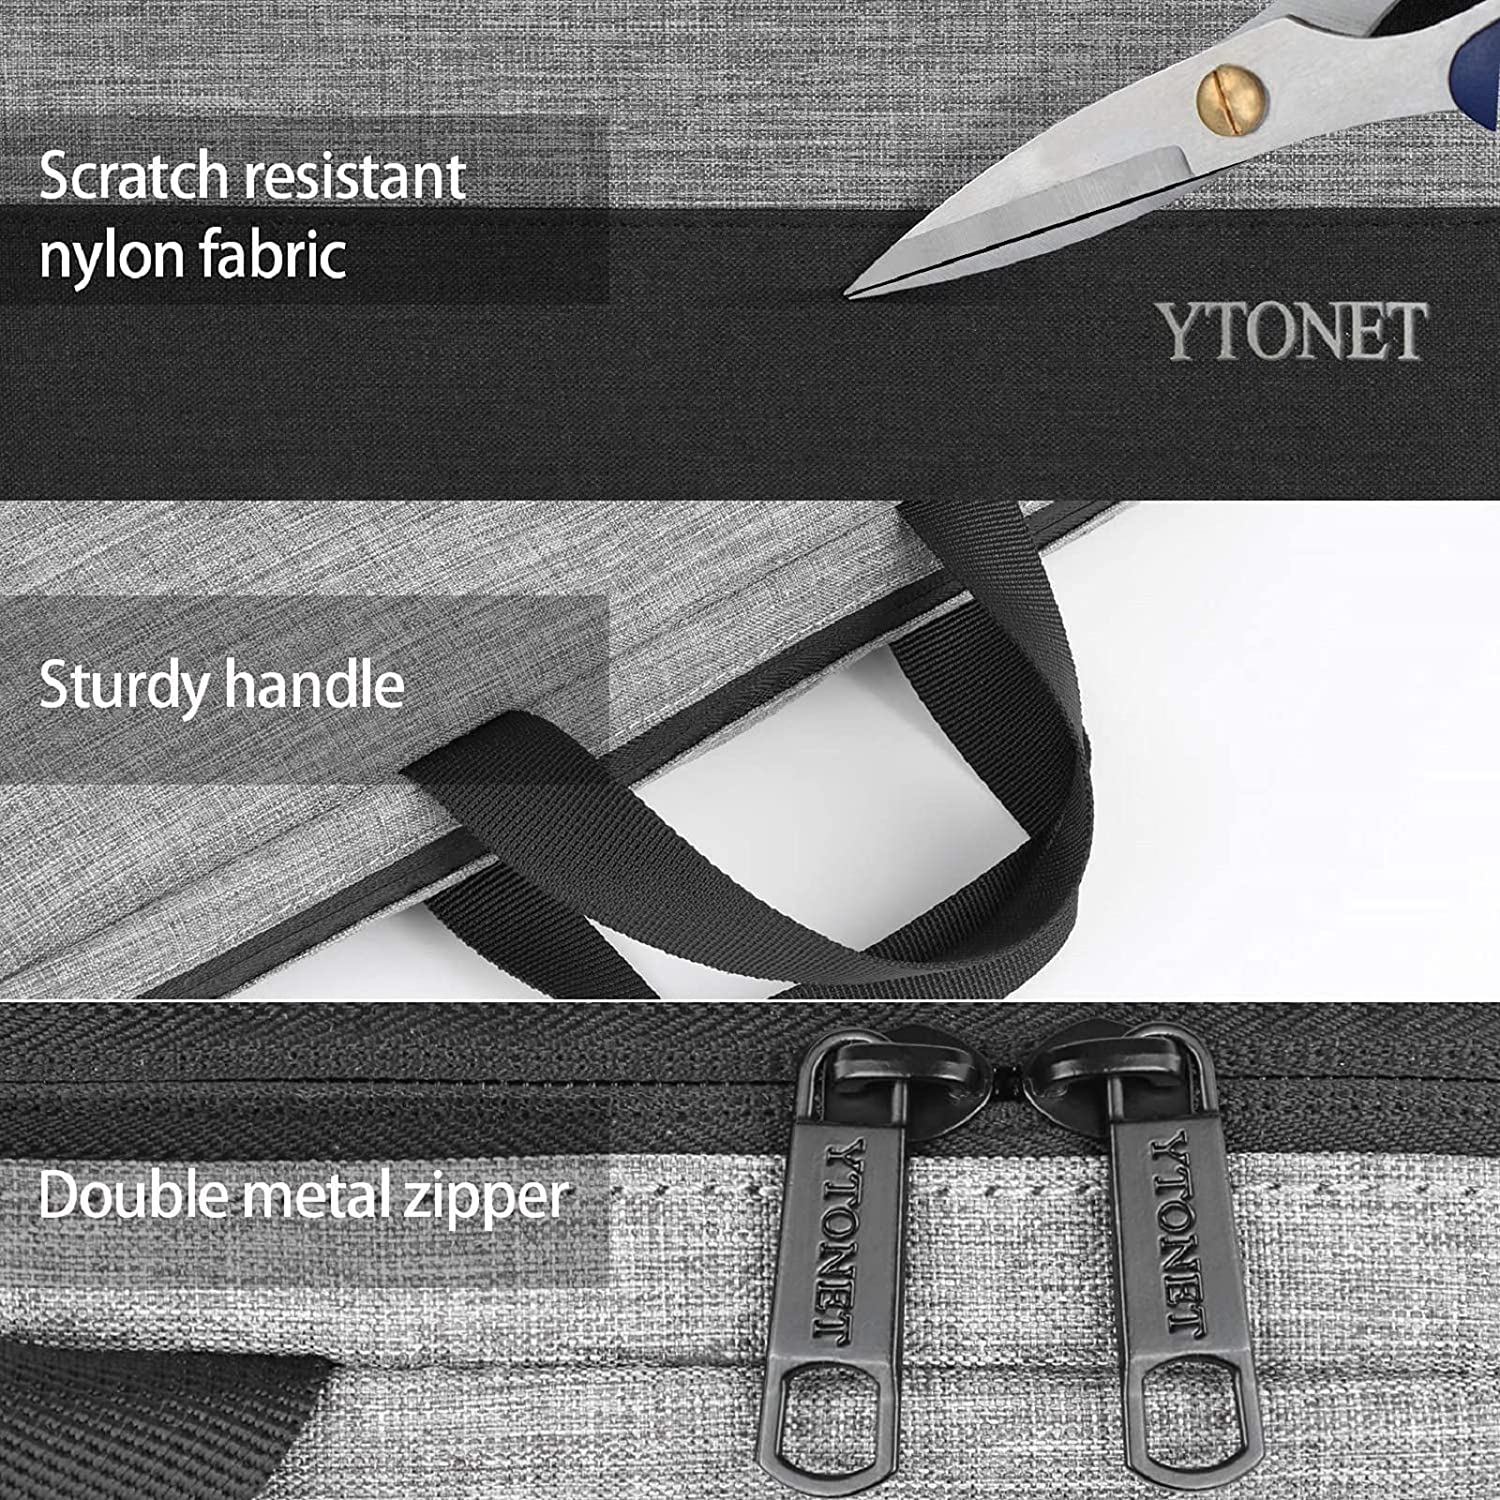 Scratch resistant
nylon fabric
YTONET
Sturdy handle
Double metal zipper
YTONET
YTONET